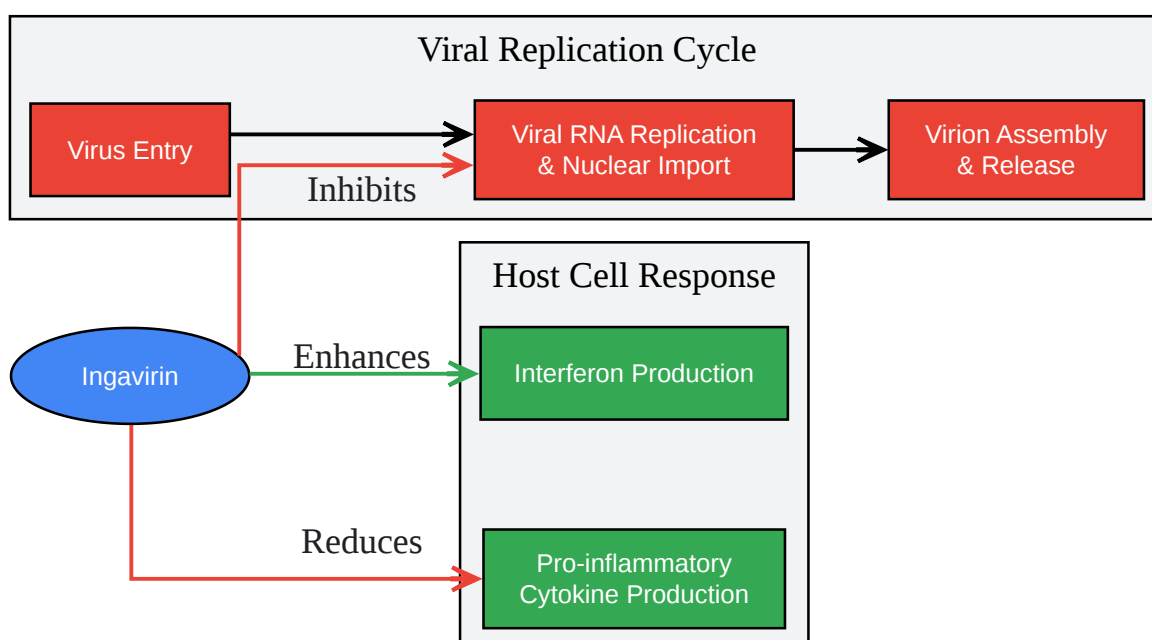 Viral Replication Cycle
Virus Entry
Viral RNA Replication
& Nuclear Import
Virion Assembly
& Release
Inhibits
Host Cell Response
Ingavirin
Enhances
Interferon Production
Reduces
Pro-inflammatory
Cytokine Production